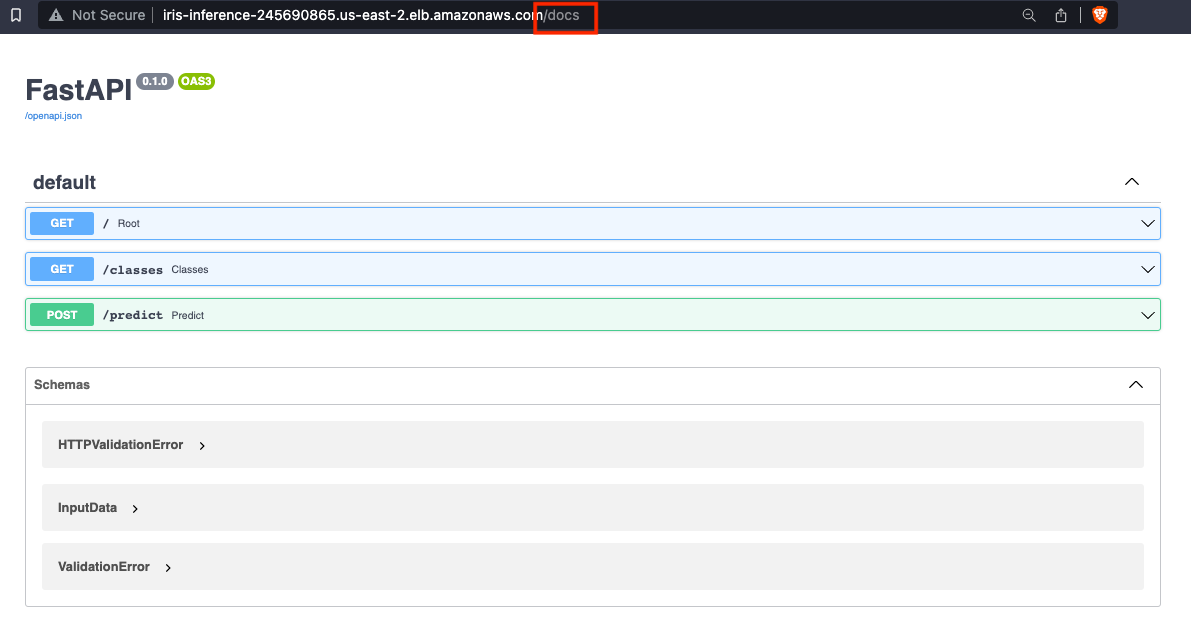 Not Secure iris-inference-245690865.us-east-2.elb.amazonaws.com/docs
FastAPI 0.1.0 OAS3
/openapi.json
default
GET / Root
GET /classes Classes
POST /predict Predict
Schemas
HTTPValidationError
InputData
ValidationError